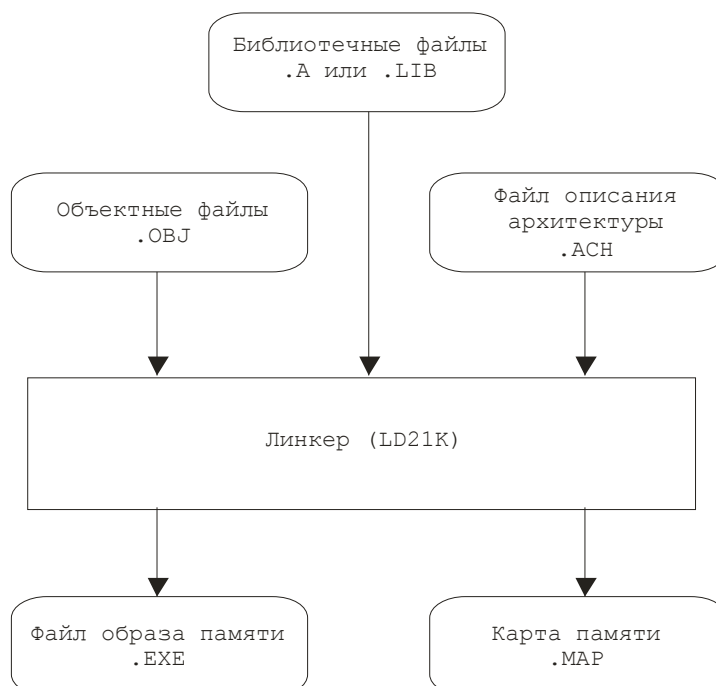 Библиотечные файлы
.A или .LIB
Объектные файлы
.OBJ
Файл описания
архитектуры
.ACH
Линкер (LD21K)
Файл образа памяти
.EXE
Карта памяти
.MAP